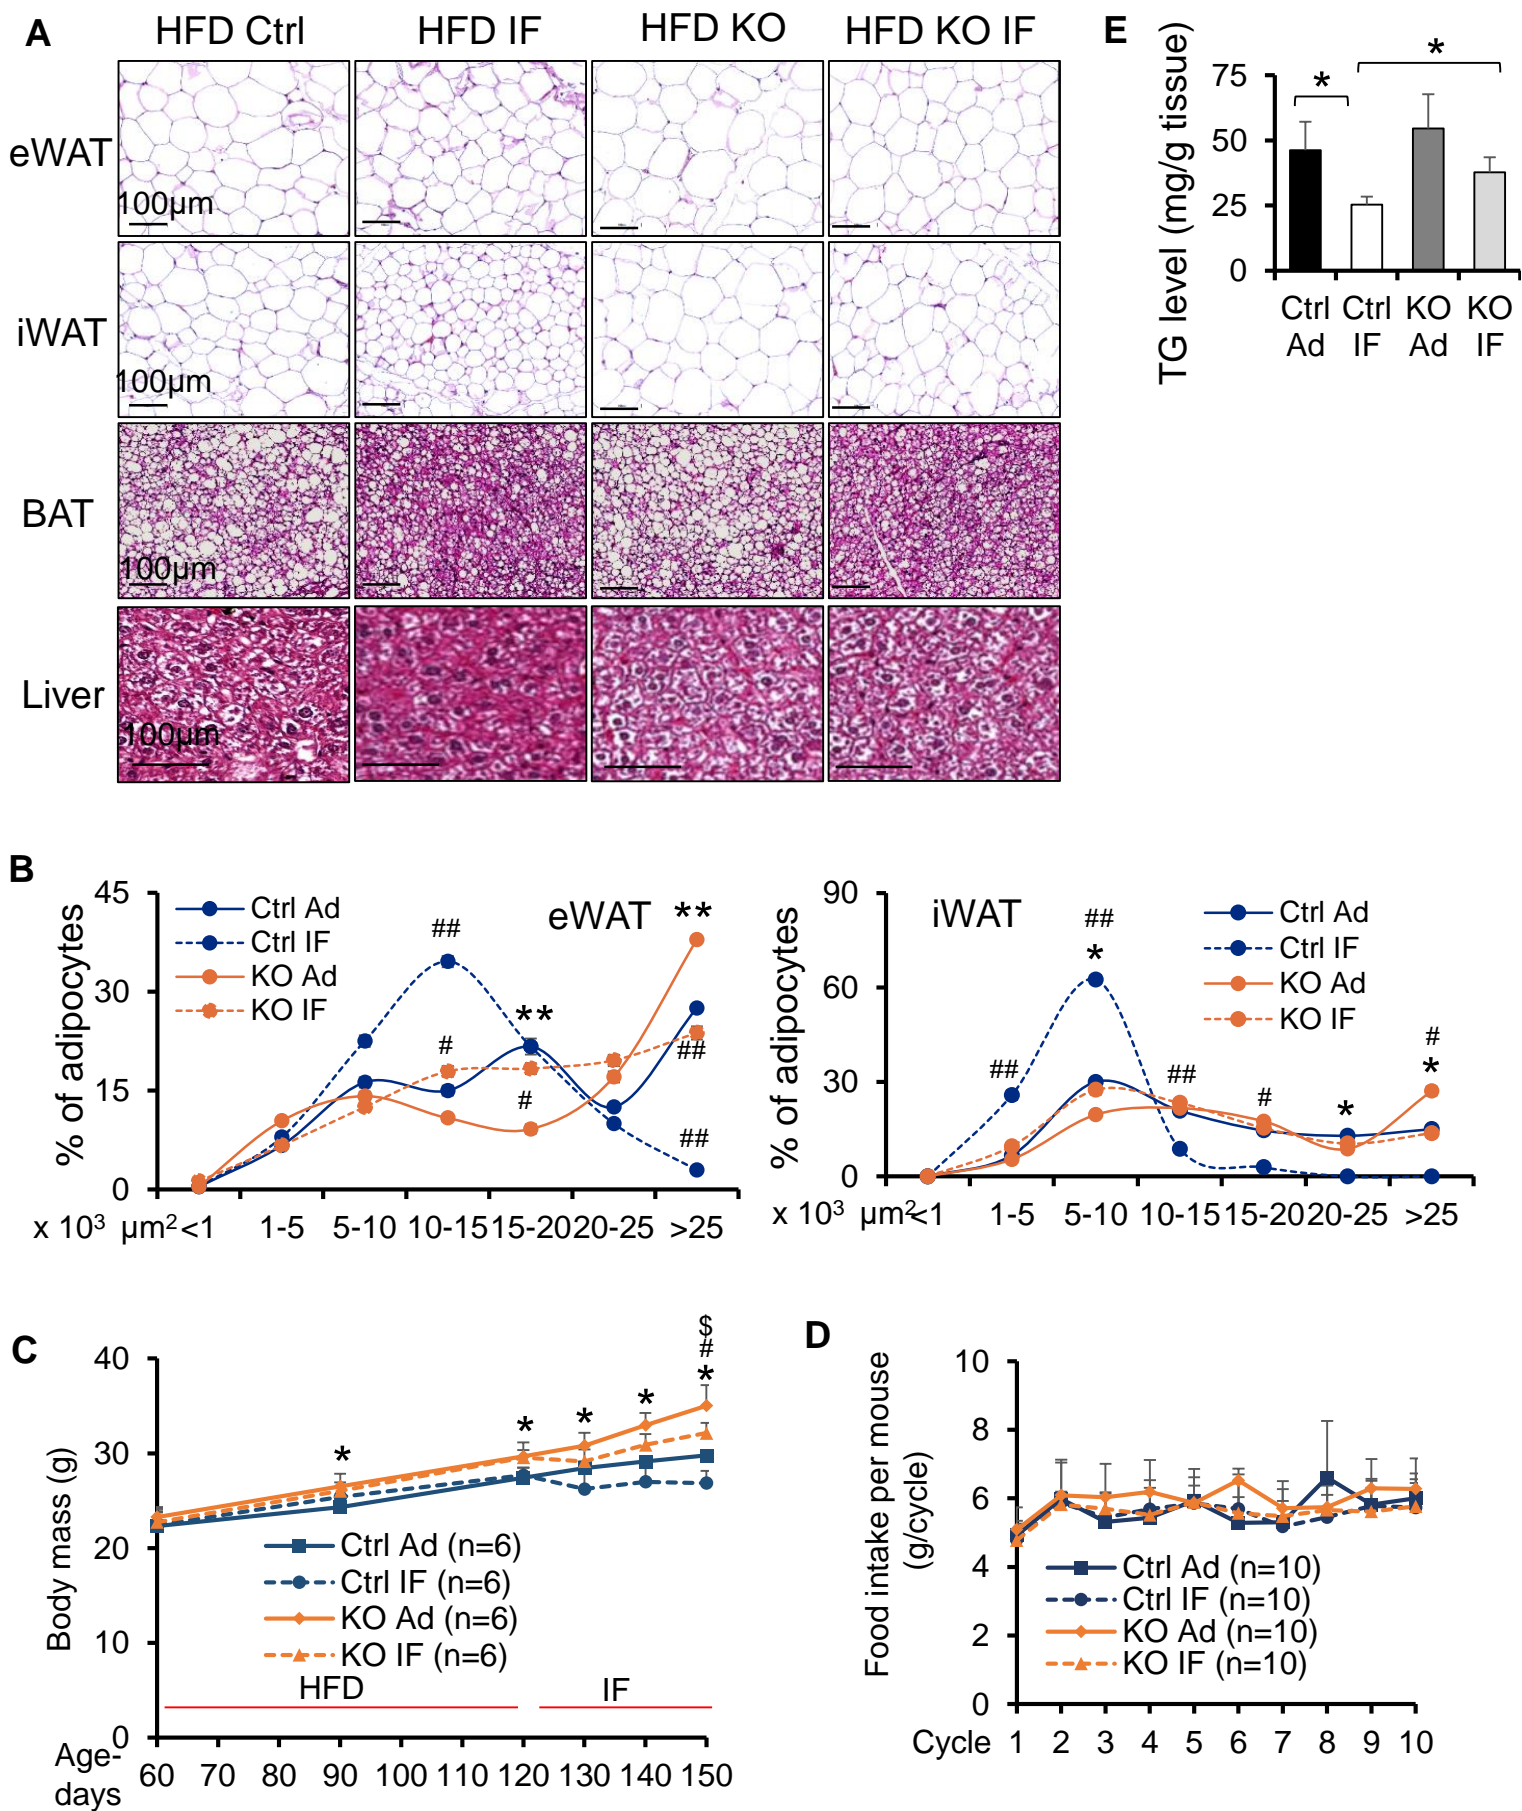 A
HFD Ctrl
HFD IF
HFD KO
HFD KO IF
eWAT
100µm
iWAT
100µm
BAT
100µm
Liver
100µm
E
TG level (mg/g tissue)
75
50
25
0
*
*
Ctrl Ad
Ctrl IF
KO Ad
KO IF
B
% of adipocytes
45
30
15
0
Ctrl Ad
Ctrl IF
KO Ad
KO IF
eWAT
##
#
**
#
**
##
##
x 10³ µm²
<1
1-5
5-10
10-15
15-20
20-25
>25
% of adipocytes
90
60
30
0
iWAT
Ctrl Ad
Ctrl IF
KO Ad
KO IF
##
##
*
##
#
*
#
*
x 10³ µm²
<1
1-5
5-10
10-15
15-20
20-25
>25
C
Body mass (g)
40
30
20
10
0
*
*
*
*
$
#
*
Ctrl Ad (n=6)
Ctrl IF (n=6)
KO Ad (n=6)
KO IF (n=6)
HFD
IF
Age-
days
60 70 80 90 100 110 120 130 140 150
D
Food intake per mouse
(g/cycle)
10
8
6
4
2
0
Ctrl Ad (n=10)
Ctrl IF (n=10)
KO Ad (n=10)
KO IF (n=10)
Cycle 1 2 3 4 5 6 7 8 9 10